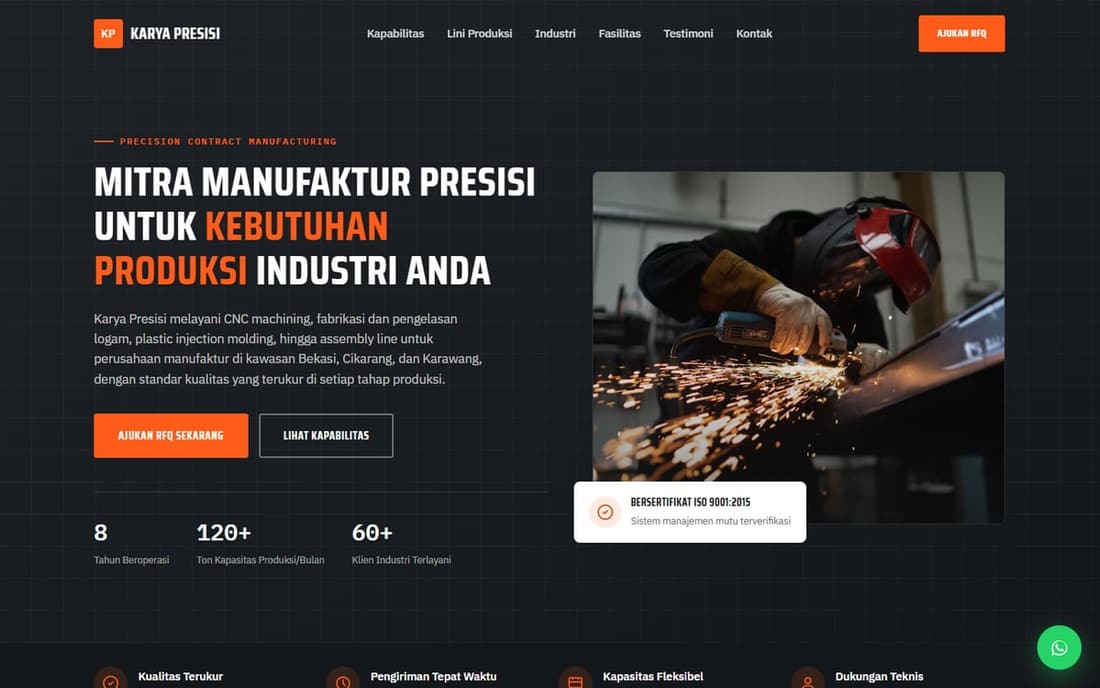 KP KARYA PRESISI
Kapabilitas Lini Produksi Industri Fasilitas Testimoni Kontak
AJUKAN RFQ
PRECISION CONTRACT MANUFACTURING
MITRA MANUFAKTUR PRESISI
UNTUK KEBUTUHAN
PRODUKSI INDUSTRI ANDA
Karya Presisi melayani CNC machining, fabrikasi dan pengelasan
logam, plastic injection molding, hingga assembly line untuk
perusahaan manufaktur di kawasan Bekasi, Cikarang, dan Karawang,
dengan standar kualitas yang terukur di setiap tahap produksi.
AJUKAN RFQ SEKARANG
LIHAT KAPABILITAS
8
Tahun Beroperasi
120+
Ton Kapasitas Produksi/Bulan
60+
Klien Industri Terlayani
BERSERTIFIKAT ISO 9001:2015
Sistem manajemen mutu terverifikasi
Kualitas Terukur
Pengiriman Tepat Waktu
Kapasitas Fleksibel
Dukungan Teknis